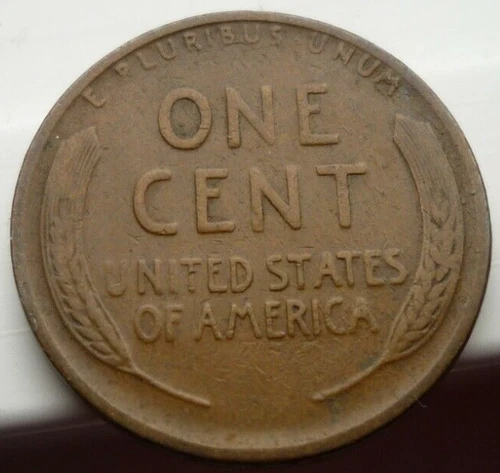 E PLURIBUS UNUM
ONE
CENT
UNITED STATES
OF AMERICA